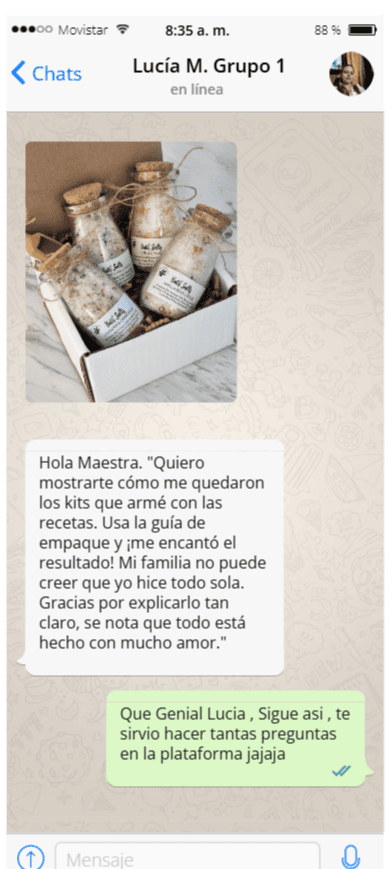 Movistar 8:35 a. m. 88 %
Chats
Lucía M. Grupo 1
en línea
Bath Salts
Bath Salts
Hola Maestra. "Quiero
mostrarte cómo me quedaron
los kits que armé con las
recetas. Usa la guía de
empaque y ¡me encantó el
resultado! Mi familia no puede
creer que yo hice todo sola.
Gracias por explicarlo tan
claro, se nota que todo está
hecho con mucho amor."
Que Genial Lucia , Sigue asi , te
sirvio hacer tantas preguntas
en la plataforma jajaja
Mensaje